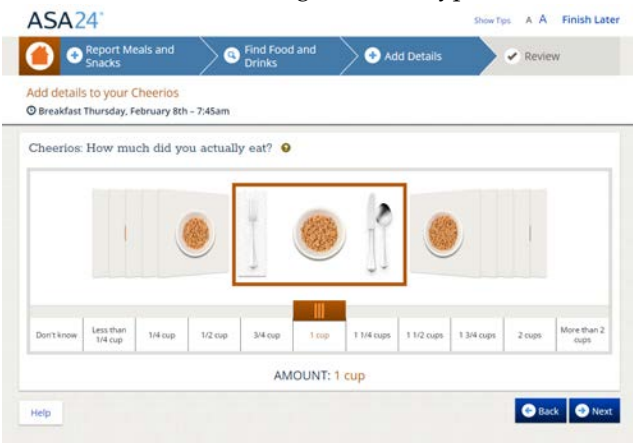 ASA24®
Show Tips A A Finish Later
Report Meals and
Snacks
Find Food and
Drinks
Add Details
Review
Add details to your Cheerios
Breakfast Thursday, February 8th - 7:45am
Cheerios: How much did you actually eat? ?
Don't know
Less than
1/4 cup
1/4 cup
1/2 cup
3/4 cup
1 cup
1 1/4 cups
1 1/2 cups
1 3/4 cups
2 cups
More than 2
cups
AMOUNT: 1 cup
Help
Back
Next